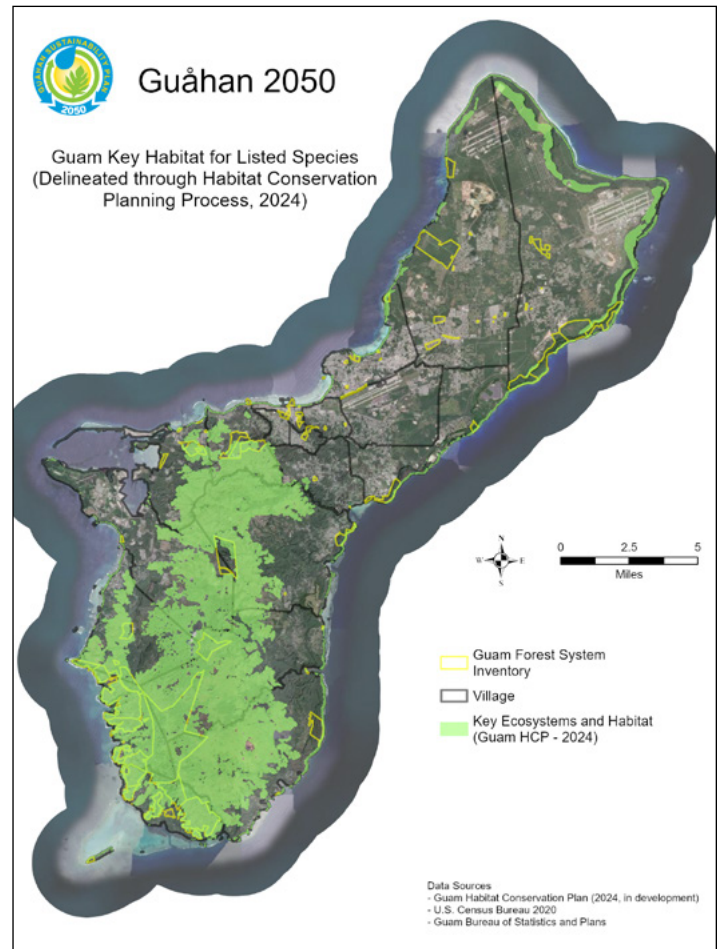 GUÅHAN SUSTAINABILITY PLAN
2050
Guåhan 2050
Guam Key Habitat for Listed Species
(Delineated through Habitat Conservation
Planning Process, 2024)
N
W
E
S
0
2.5
5
Miles
Guam Forest System
Inventory
Village
Key Ecosystems and Habitat
(Guam HCP - 2024)
Data Sources
- Guam Habitat Conservation Plan (2024, in development)
- U.S. Census Bureau 2020
- Guam Bureau of Statistics and Plans